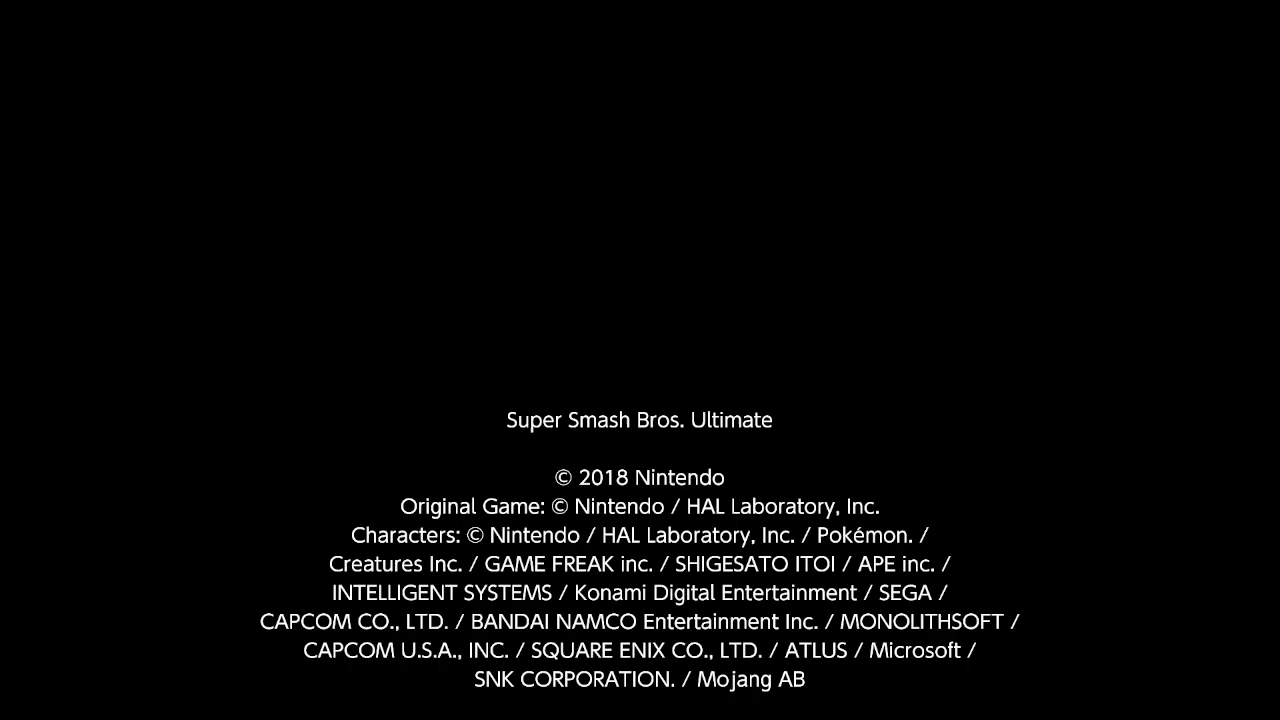 Super Smash Bros. Ultimate
© 2018 Nintendo
Original Game: © Nintendo / HAL Laboratory, Inc.
Characters: © Nintendo / HAL Laboratory, Inc. / Pokémon. /
Creatures Inc. / GAME FREAK inc. / SHIGESATO ITOI / APE inc. /
INTELLIGENT SYSTEMS / Konami Digital Entertainment / SEGA /
CAPCOM CO., LTD. / BANDAI NAMCO Entertainment Inc. / MONOLITHSOFT /
CAPCOM U.S.A., INC. / SQUARE ENIX CO., LTD. / ATLUS / Microsoft /
SNK CORPORATION. / Mojang AB